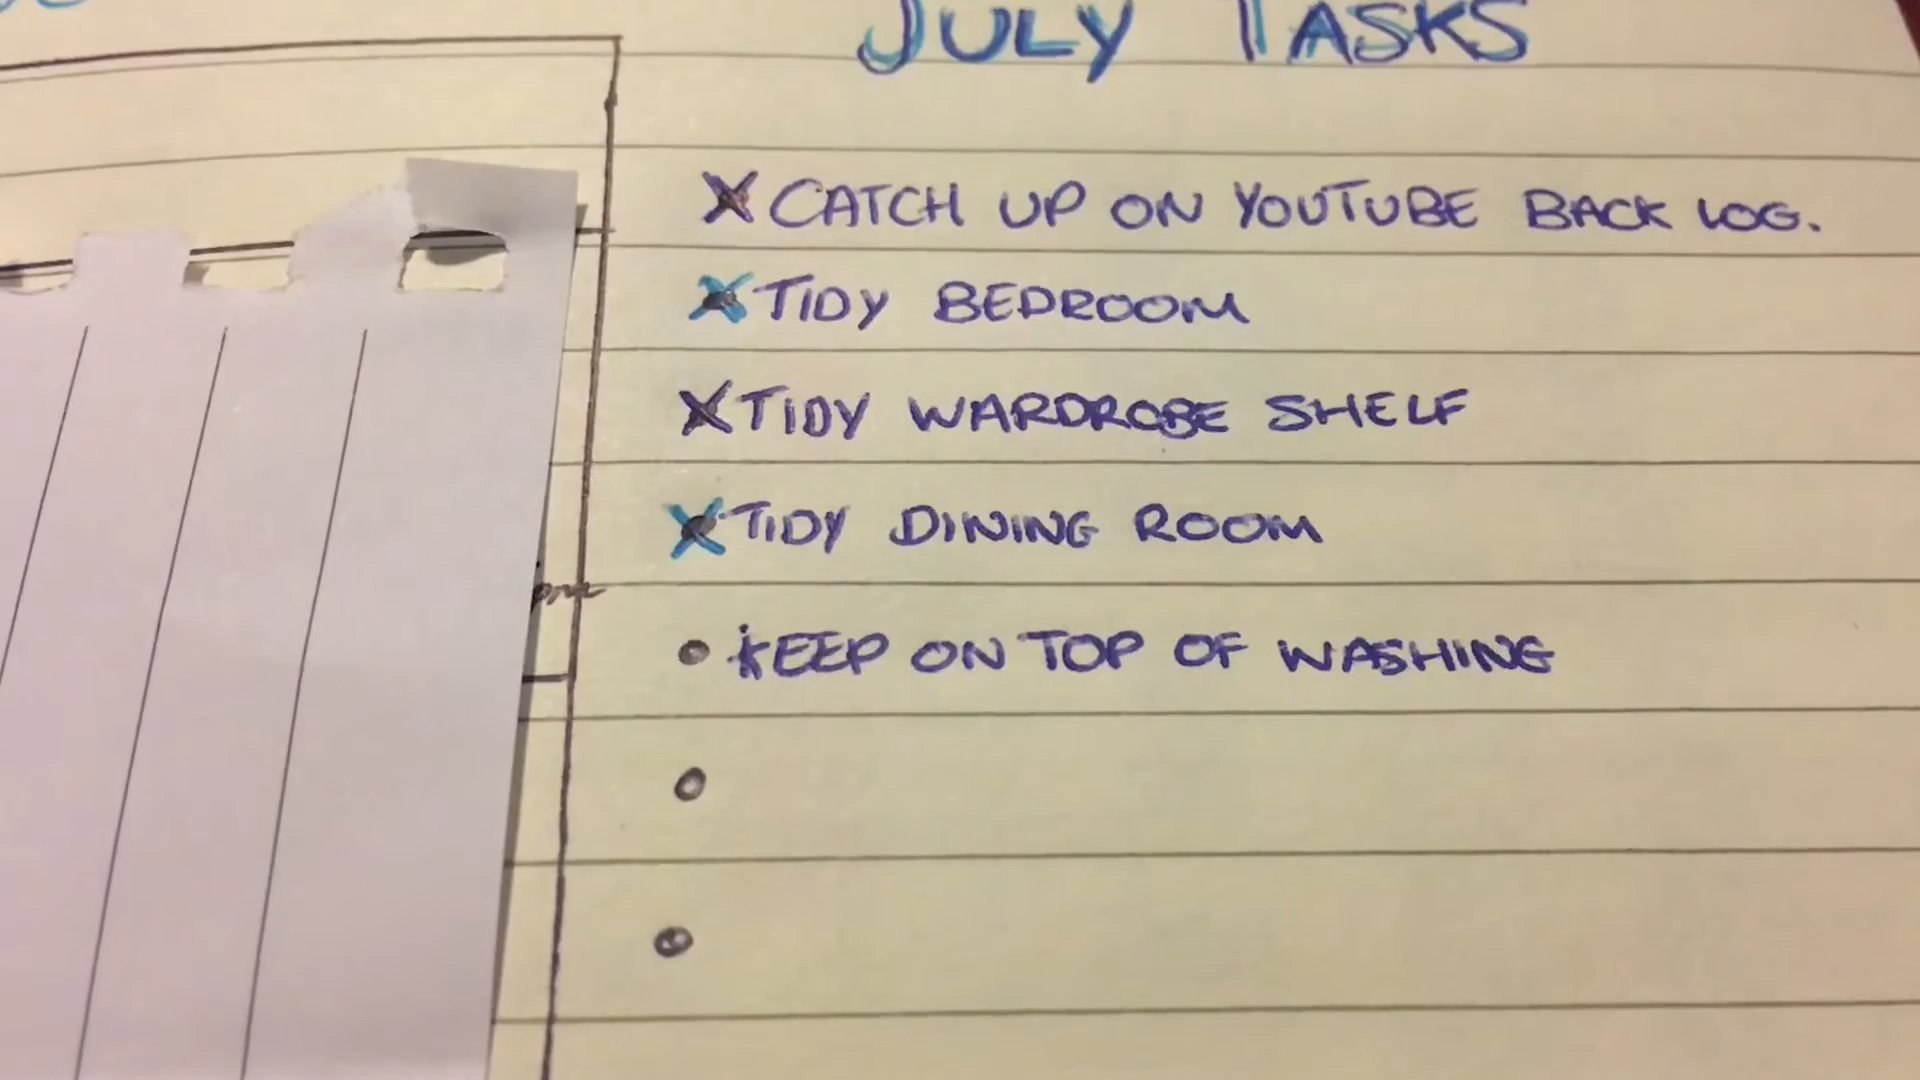 JULY TASKS
X CATCH UP ON YOUTUBE BACK LOG.
X TIDY BEDROOM
X TIDY WARDROBE SHELF
X TIDY DINING ROOM
KEEP ON TOP OF WASHING